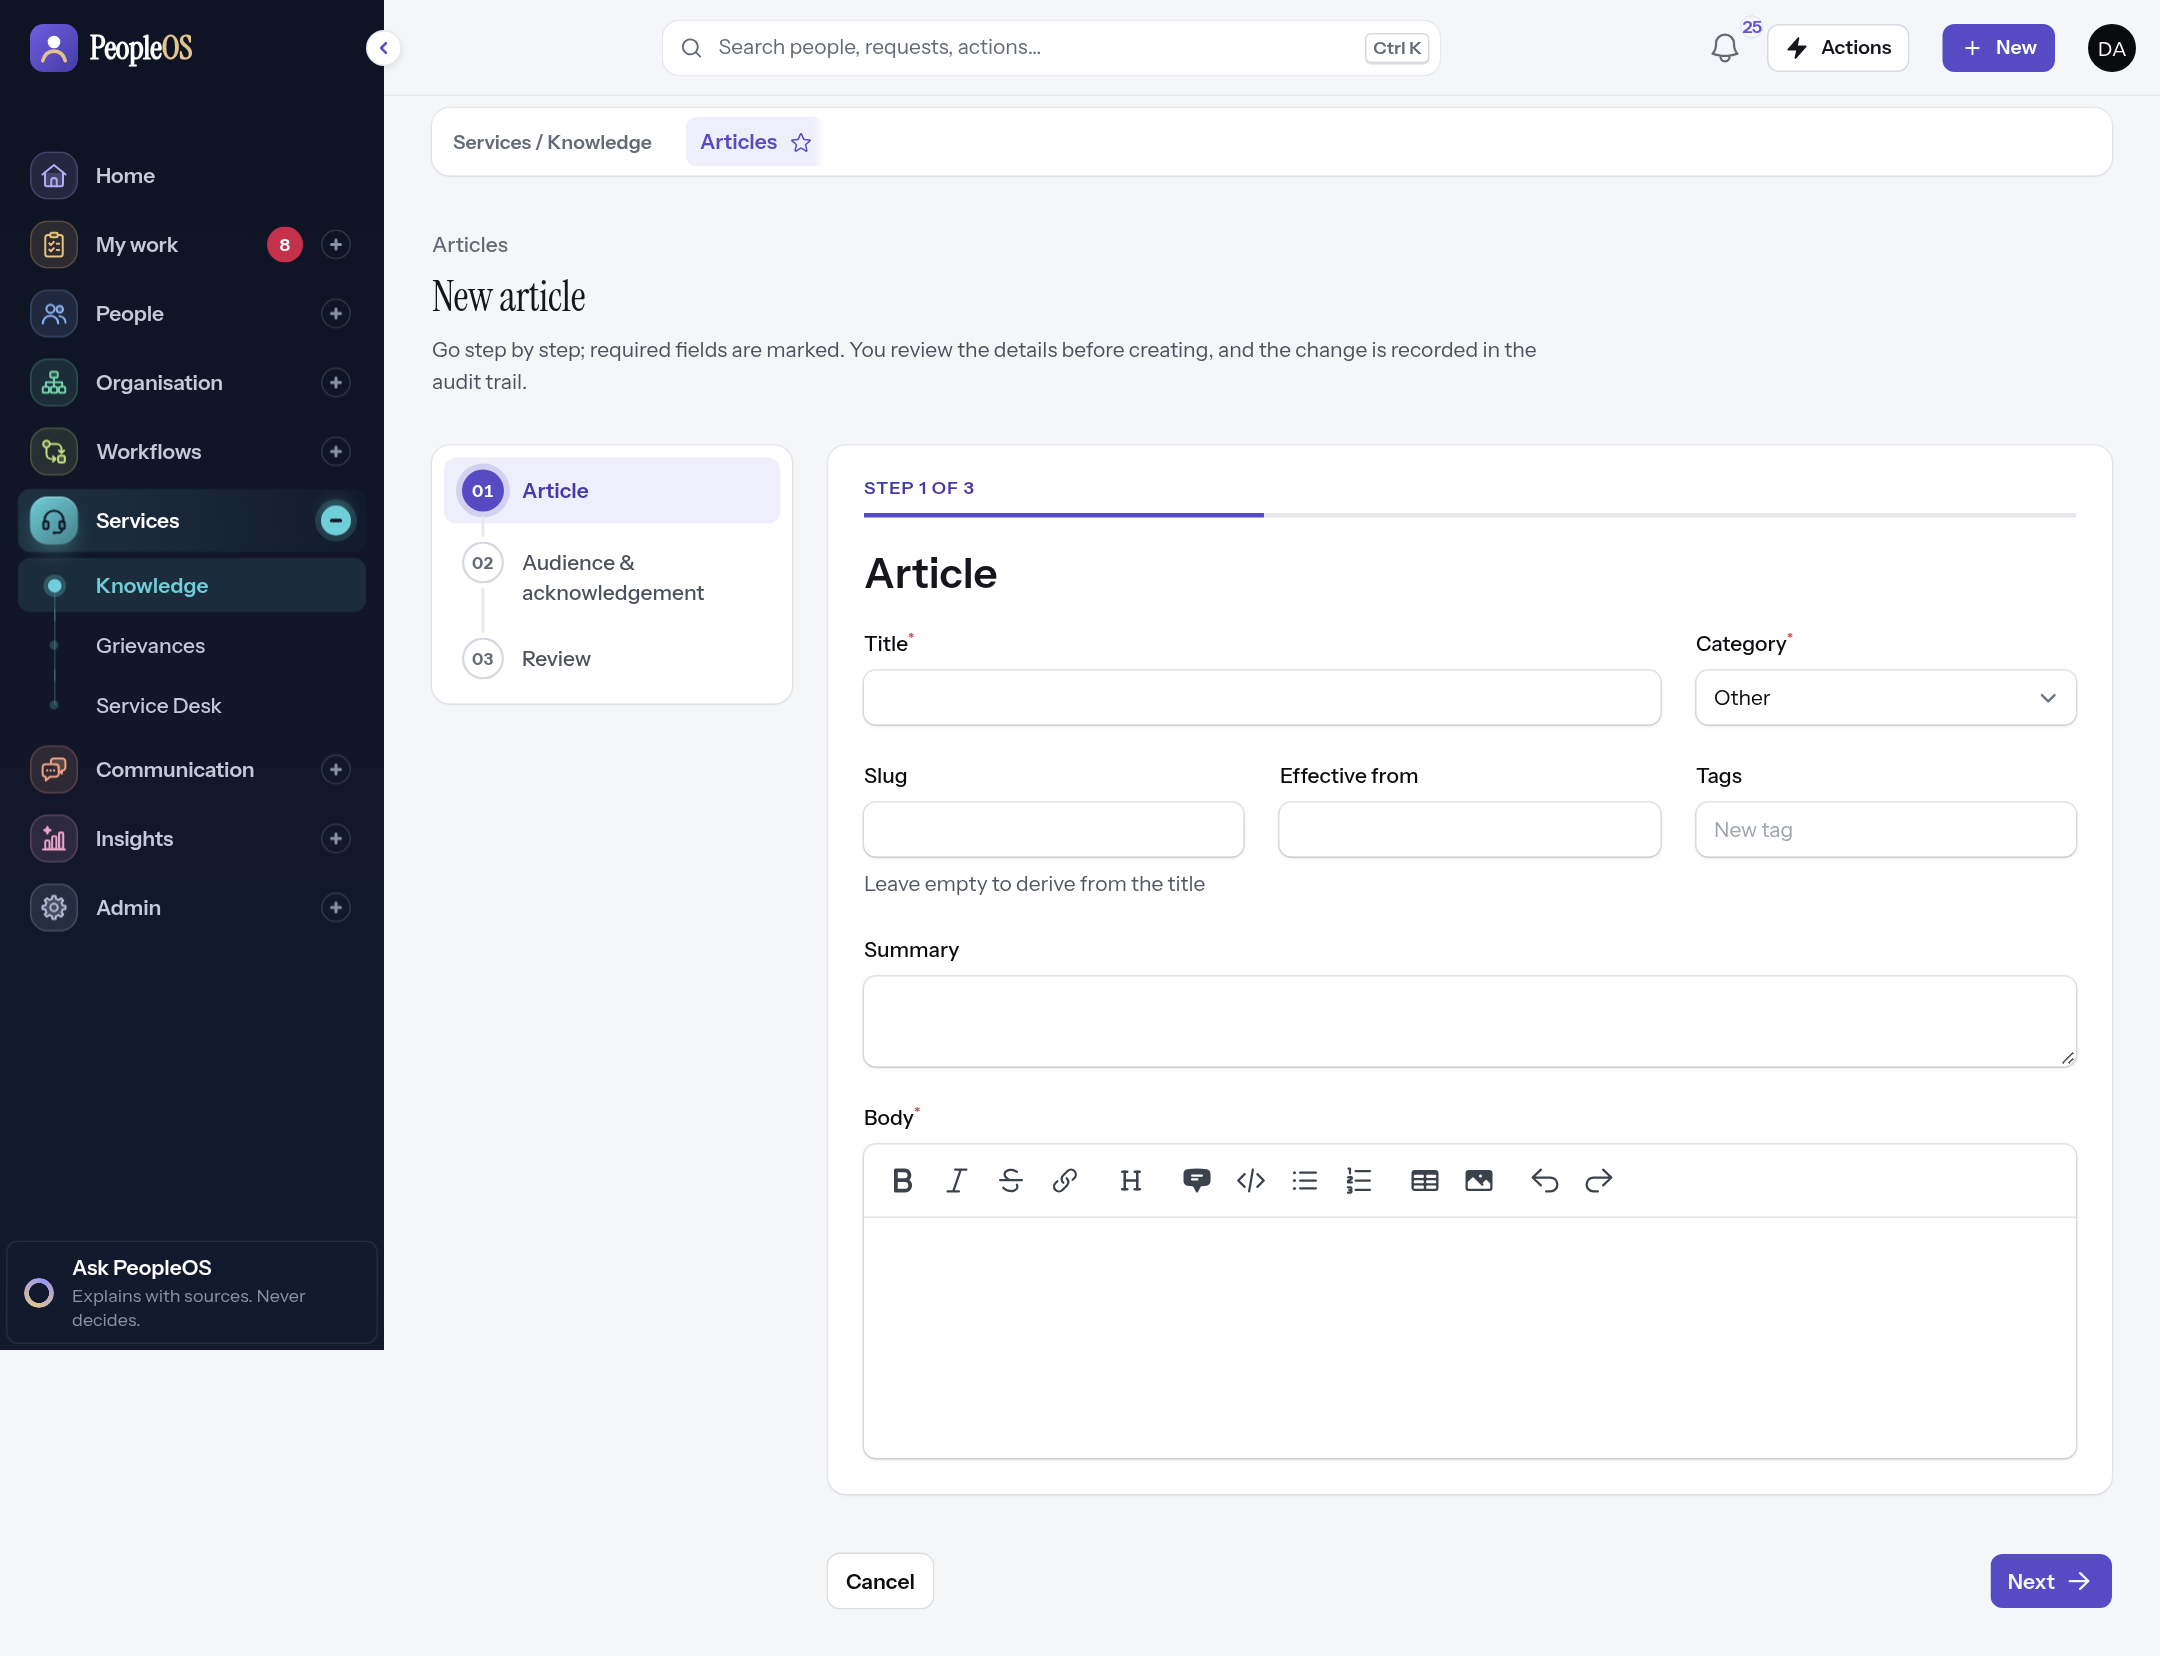 PeopleOS
Search people, requests, actions...
Ctrl K
25
Actions
New
DA
Home
My work
8
People
Organisation
Workflows
Services
Knowledge
Grievances
Service Desk
Communication
Insights
Admin
Ask PeopleOS
Explains with sources. Never
decides.
Services / Knowledge
Articles
Articles
New article
Go step by step; required fields are marked. You review the details before creating, and the change is recorded in the
audit trail.
01
Article
02
Audience &
acknowledgement
03
Review
STEP 1 OF 3
Article
Title*
Category*
Other
Slug
Effective from
Tags
New tag
Leave empty to derive from the title
Summary
Body*
Cancel
Next